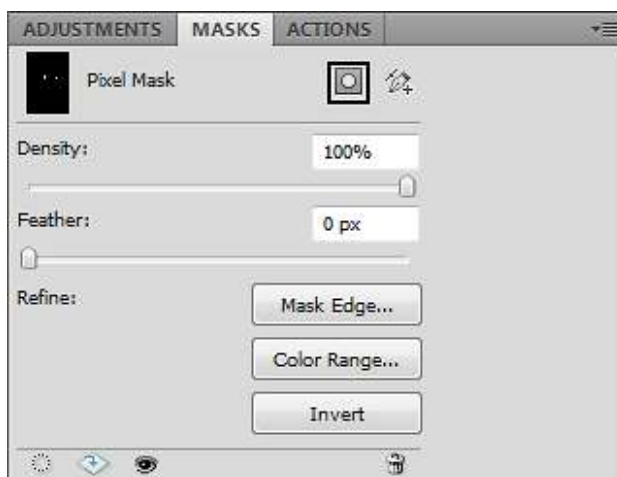 ADJUSTMENTS MASKS ACTIONS
Pixel Mask
Density: 100%
Feather: 0 px
Refine: Mask Edge...
Color Range...
Invert